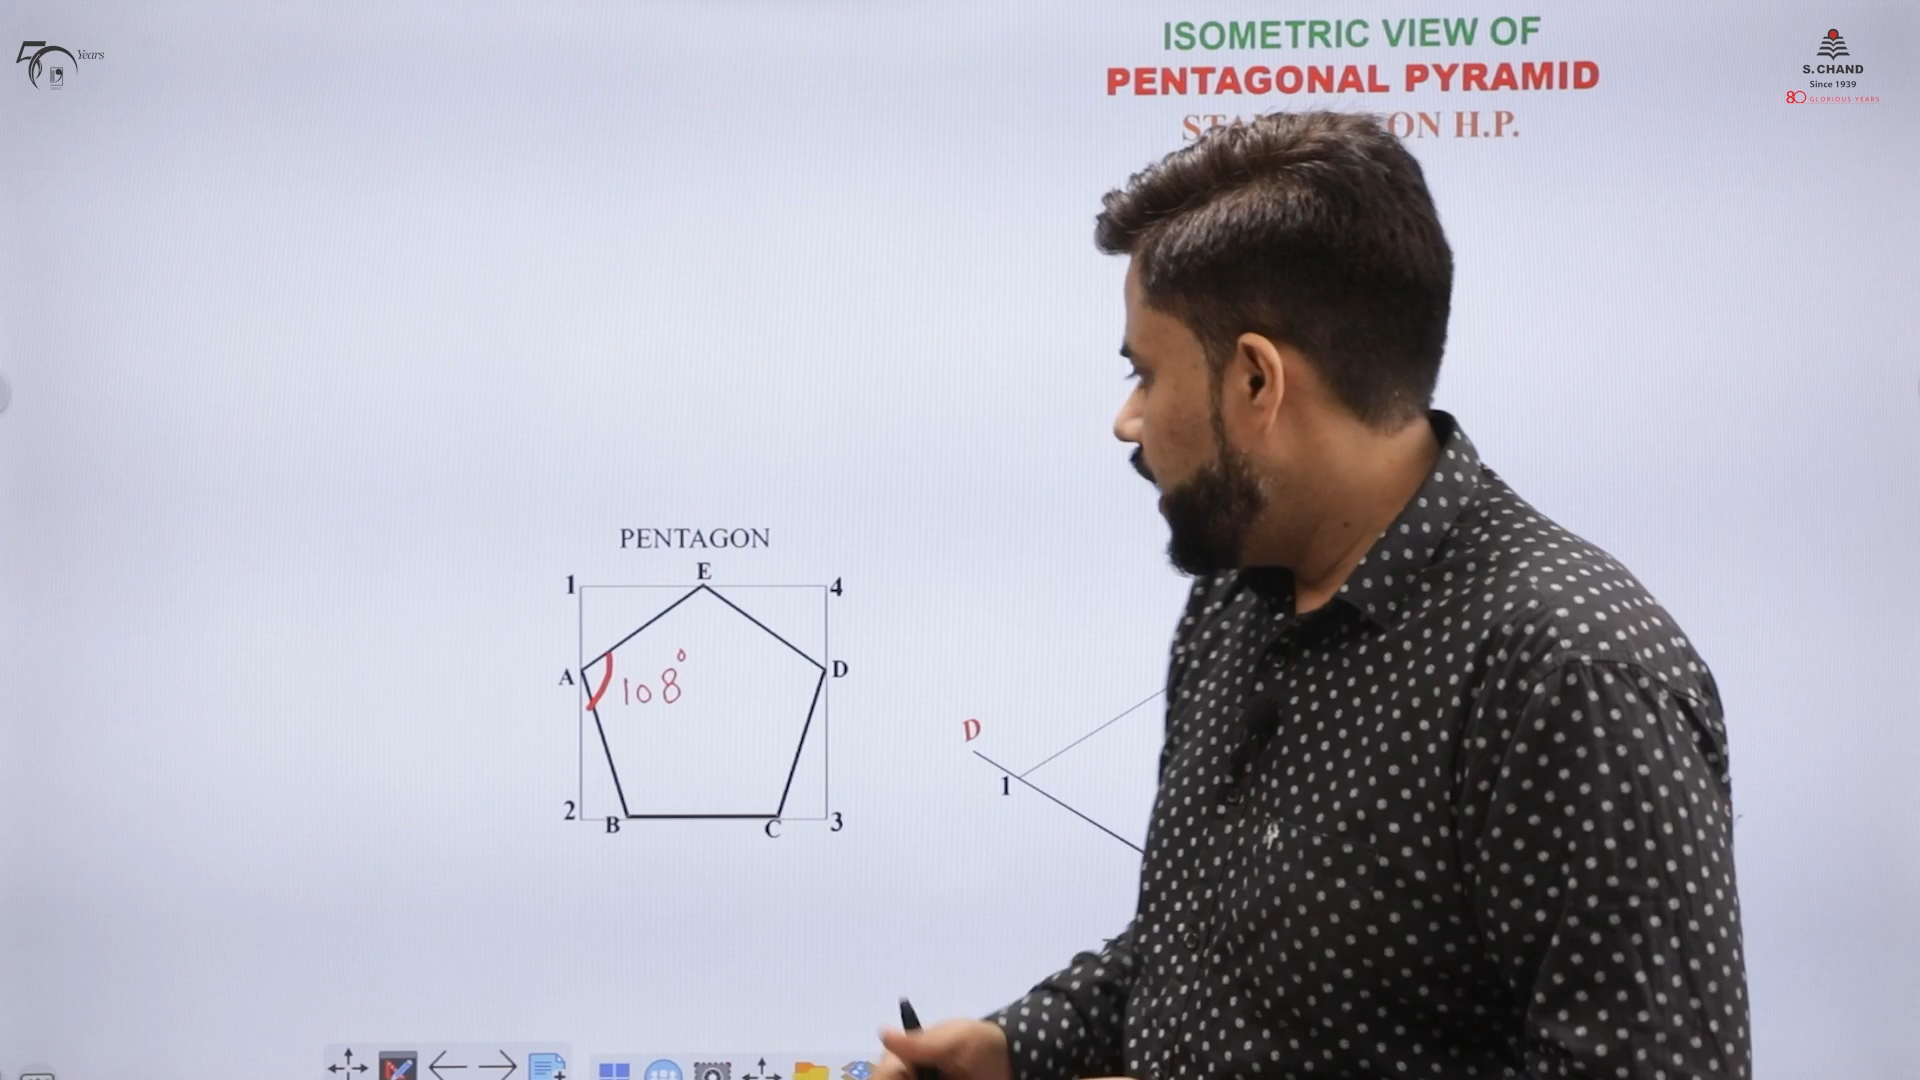 50 Years
ISOMETRIC VIEW OF
PENTAGONAL PYRAMID
ON H.P.
S. CHAND
Since 1939
80 GLORIOUS YEARS
PENTAGON
E
1
4
A
108°
D
D
1
2
B
C
3